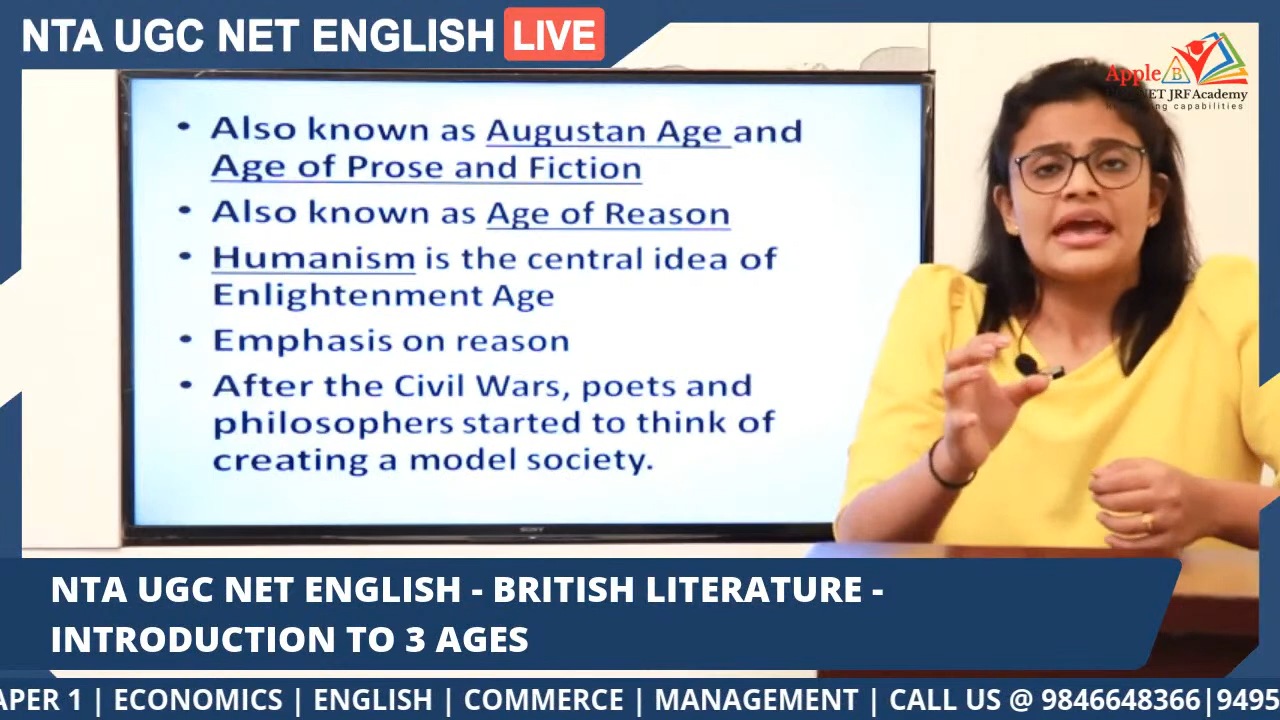 NTA UGC NET ENGLISH LIVE
Apple B
NET JRF Academy
capabilities
• Also known as Augustan Age and
Age of Prose and Fiction
• Also known as Age of Reason
• Humanism is the central idea of
Enlightenment Age
• Emphasis on reason
• After the Civil Wars, poets and
philosophers started to think of
creating a model society.
SONY
NTA UGC NET ENGLISH - BRITISH LITERATURE -
INTRODUCTION TO 3 AGES
APER 1 | ECONOMICS | ENGLISH | COMMERCE | MANAGEMENT | CALL US @ 9846648366|9495